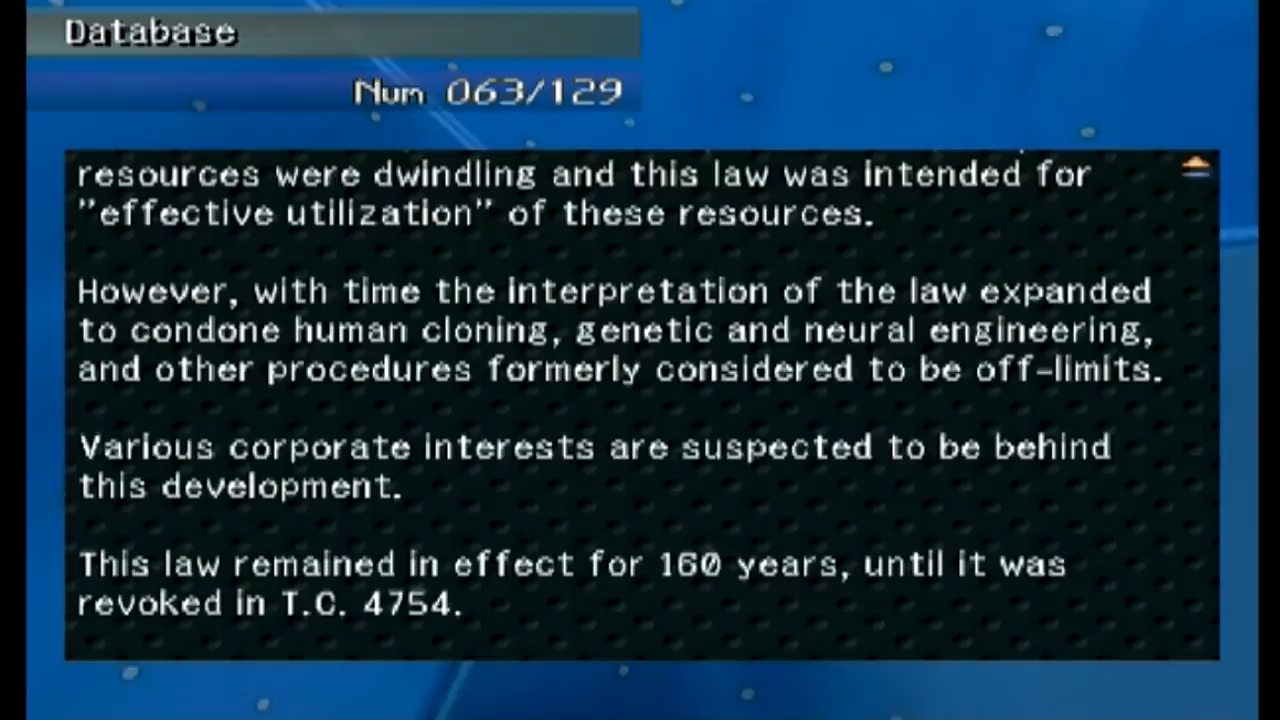 Database
Num 063/129
resources were dwindling and this law was intended for
"effective utilization" of these resources.
However, with time the interpretation of the law expanded
to condone human cloning, genetic and neural engineering,
and other procedures formerly considered to be off-limits.
Various corporate interests are suspected to be behind
this development.
This law remained in effect for 160 years, until it was
revoked in T.C. 4754.